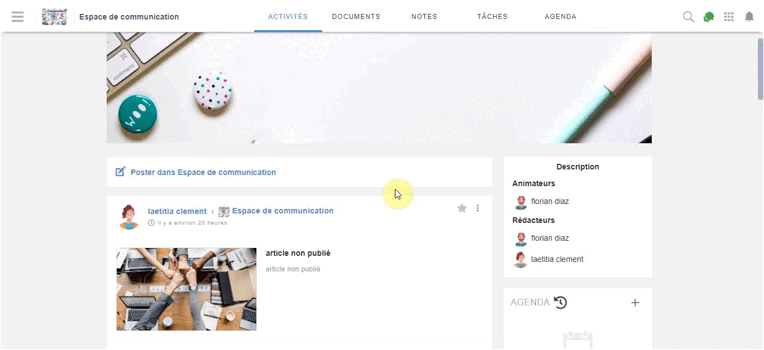 Espace de communication
ACTIVITÉS
DOCUMENTS
NOTES
TÂCHES
AGENDA
command
WOO
Poster dans Espace de communication
laetitia clement > Espace de communication
Il y a environ 20 heures
article non publié
article non publié
Description
Animateurs
florian diaz
Rédacteurs
florian diaz
laetitia clement
AGENDA